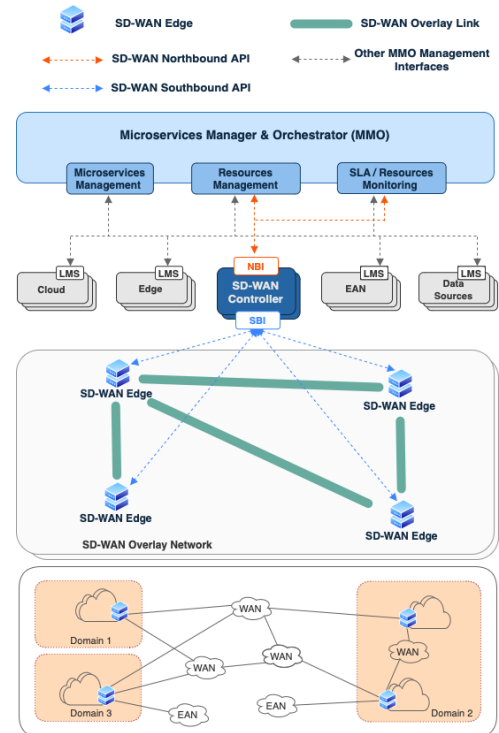 SD-WAN Edge
SD-WAN Overlay Link
SD-WAN Northbound API
Other MMO Management
Interfaces
SD-WAN Southbound API
Microservices Manager & Orchestrator (MMO)
Microservices
Management
Resources
Management
SLA / Resources
Monitoring
NBI
LMS
Cloud
LMS
Edge
SD-WAN
Controller
LMS
EAN
LMS
Data
Sources
SBI
SD-WAN Edge
SD-WAN Edge
SD-WAN Edge
SD-WAN Edge
SD-WAN Overlay Network
WAN
Domain 1
WAN
WAN
WAN
Domain 3
EAN
EAN
Domain 2